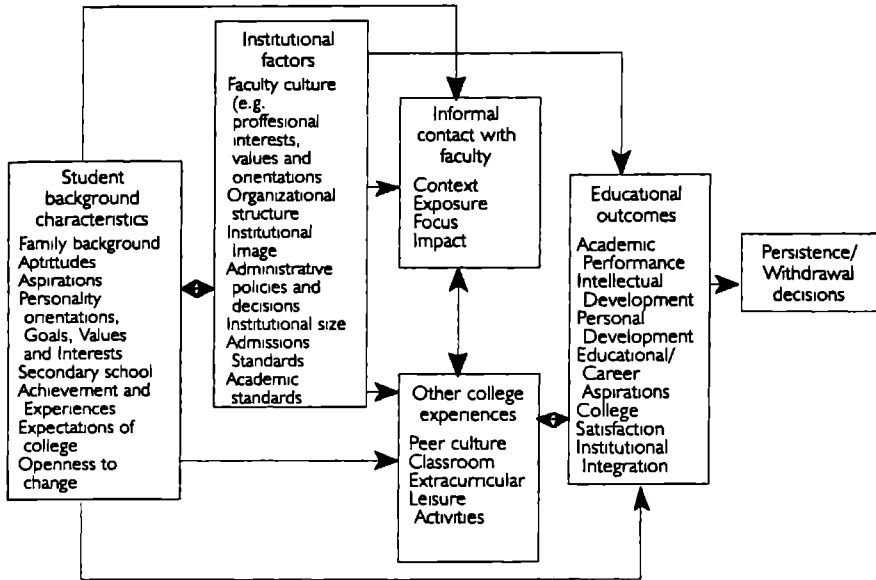 Student
background
characteristics
Family background
Aptitudes
Aspirations
Personality
orientations,
Goals, Values
and Interests
Secondary school
Achievement and
Experiences
Expectations of
college
Openness to
change
Institutional
factors
Faculty culture
(e.g.
proffesional
interests,
values and
orientations
Organizational
structure
Institutional
Image
Administrative
policies and
decisions
Institutional size
Admissions
Standards
Academic
standards
Informal
contact with
faculty
Context
Exposure
Focus
Impact
Other college
experiences
Peer culture
Classroom
Extracurricular
Leisure
Activities
Educational
outcomes
Academic
Performance
Intellectual
Development
Personal
Development
Educational/
Career
Aspirations
College
Satisfaction
Institutional
Integration
Persistence/
Withdrawal
decisions